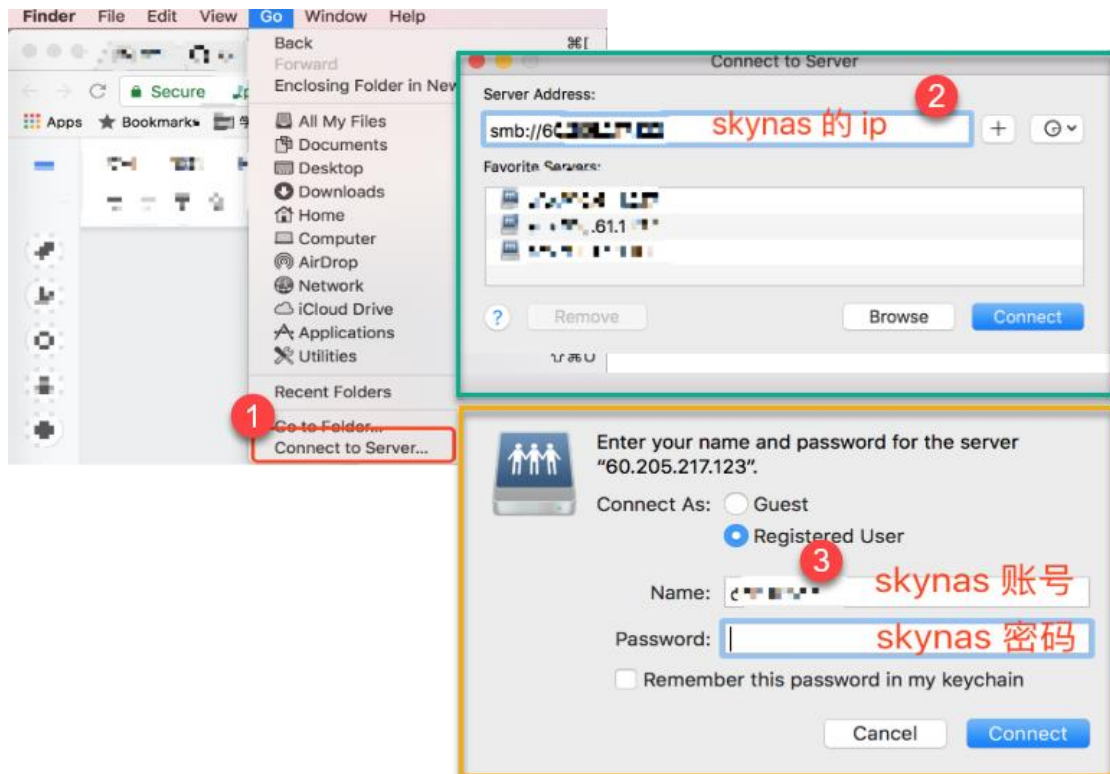 Finder File Edit View Go Window Help
Back ⌘[
Forward
Enclosing Folder in New
Secure
Apps Bookmarks 学
All My Files
Documents
Desktop
Downloads
Home
Computer
AirDrop
Network
iCloud Drive
Applications
Utilities ⇧⌘U
Recent Folders
1
Go to Folder...
Connect to Server...
Connect to Server
2
Server Address:
smb://60 skynas 的 ip
Favorite Servers:
.61.1
? Remove Browse Connect
Enter your name and password for the server
“60.205.217.123”.
Connect As: Guest
Registered User
3
Name: skynas 账号
Password: skynas 密码
Remember this password in my keychain
Cancel Connect